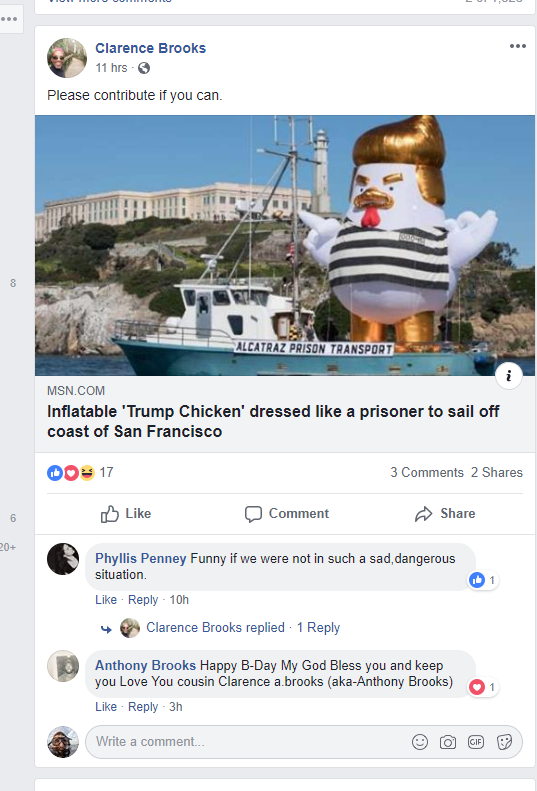 Clarence Brooks
11 hrs ·
Please contribute if you can.
ALCATRAZ PRISON TRANSPORT
i
MSN.COM
Inflatable 'Trump Chicken' dressed like a prisoner to sail off
coast of San Francisco
17
3 Comments 2 Shares
Like Comment Share
Phyllis Penney Funny if we were not in such a sad,dangerous
situation.
1
Like · Reply · 10h
Clarence Brooks replied · 1 Reply
Anthony Brooks Happy B-Day My God Bless you and keep
you Love You cousin Clarence a.brooks (aka-Anthony Brooks)
1
Like · Reply · 3h
Write a comment...
GIF
8
6
20+